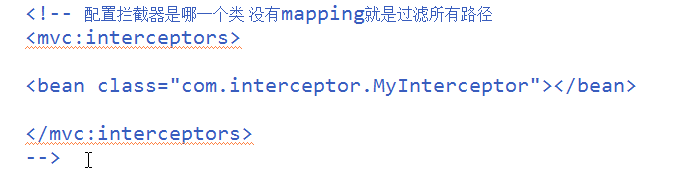 <!-- 配置拦截器是哪一个类 没有mapping就是过滤所有路径
<mvc:interceptors>
<bean class="com.interceptor.MyInterceptor"></bean>
</mvc:interceptors>
-->